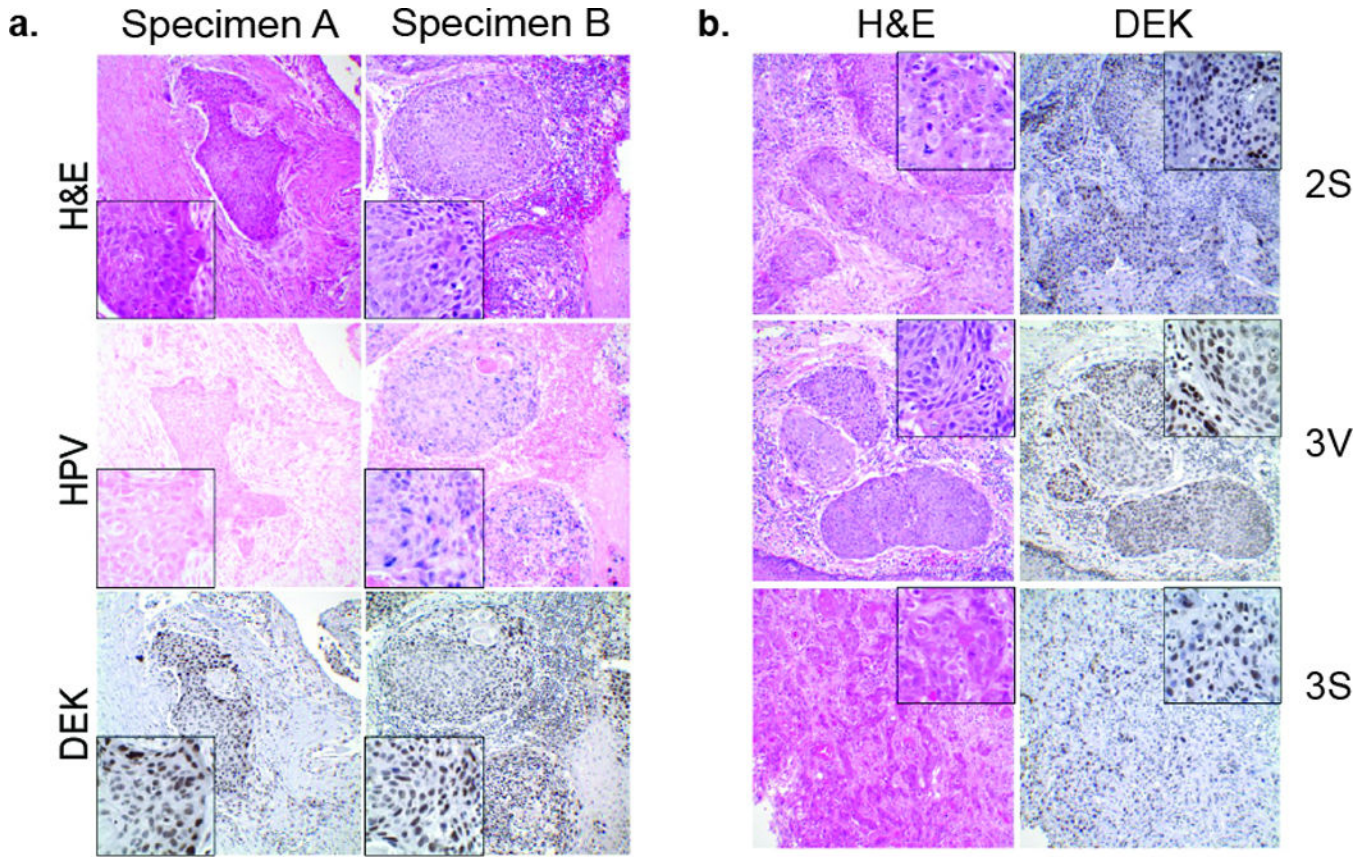 a. Specimen A Specimen B
H&E
HPV
DEK
b. H&E DEK
2S
3V
3S